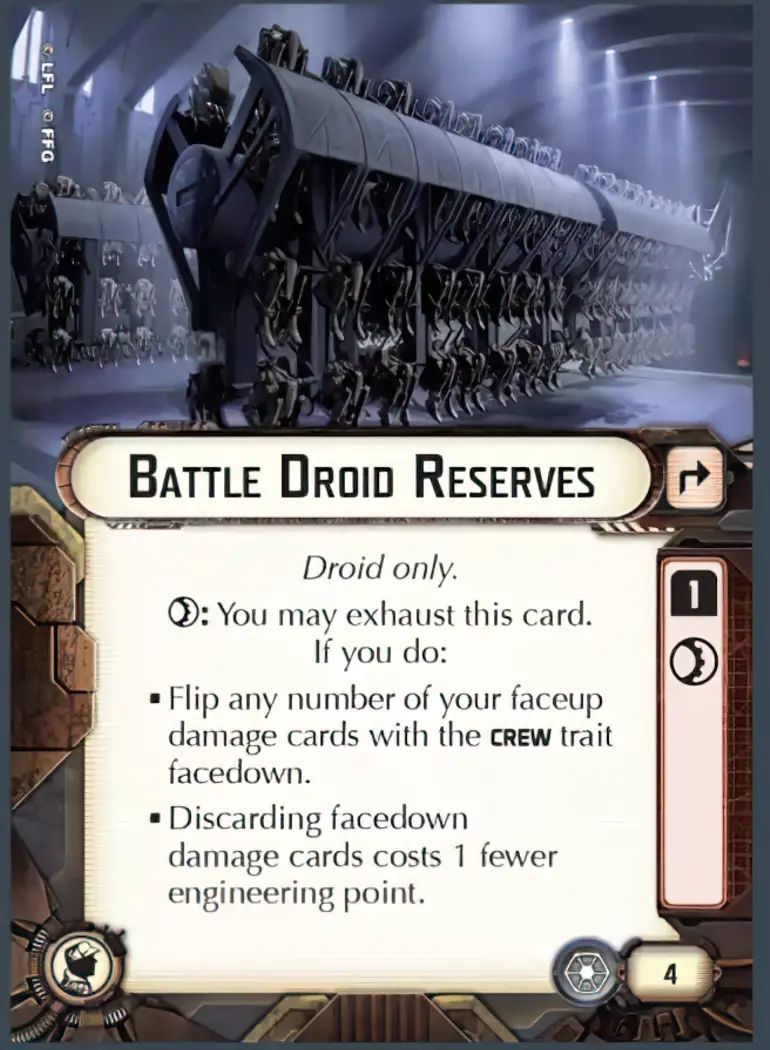 © LFL © FFG
BATTLE DROID RESERVES
Droid only.
: You may exhaust this card.
If you do:
▪ Flip any number of your faceup
damage cards with the CREW trait
facedown.
▪ Discarding facedown
damage cards costs 1 fewer
engineering point.
1
4